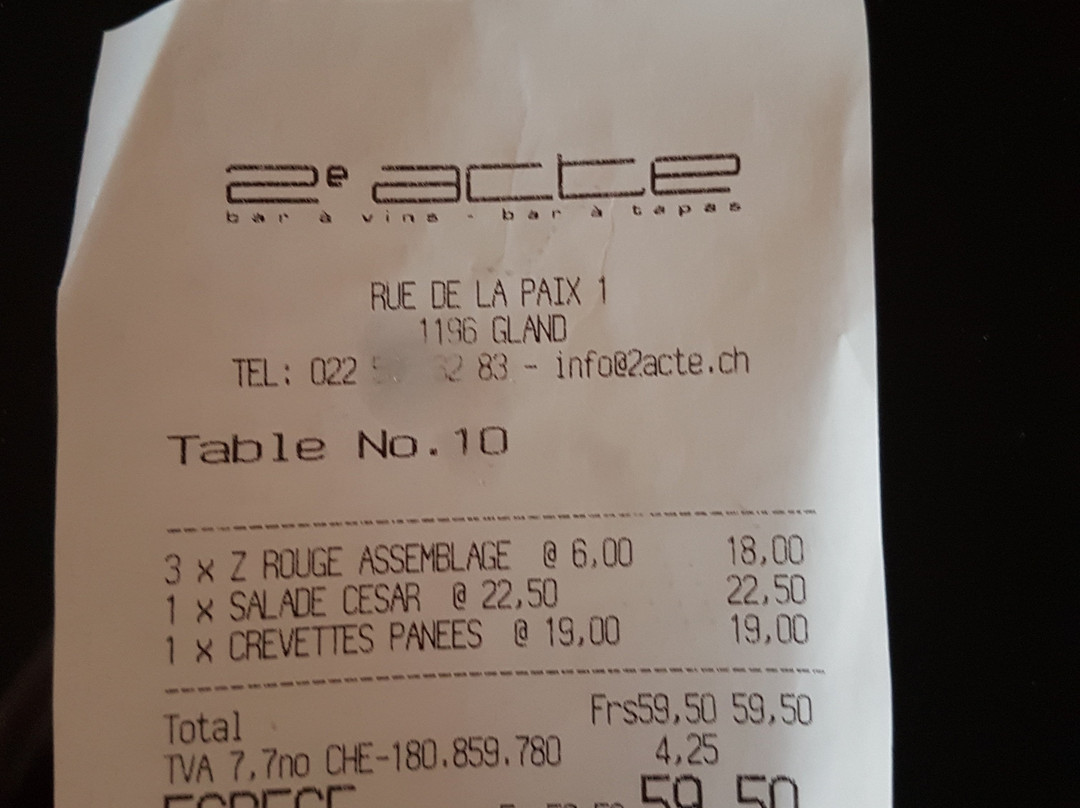 2e acte
bar à vins - bar à tapas
RUE DE LA PAIX 1
1196 GLAND
TEL: 022 83 - info@2acte.ch
Table No.10
3 x Z ROUGE ASSEMBLAGE @ 6,00 18,00
1 x SALADE CESAR @ 22,50 22,50
1 x CREVETTES PANEES @ 19,00 19,00
Total Frs59,50 59,50
TVA 7,7no CHE-180.859.780 4,25
59,50